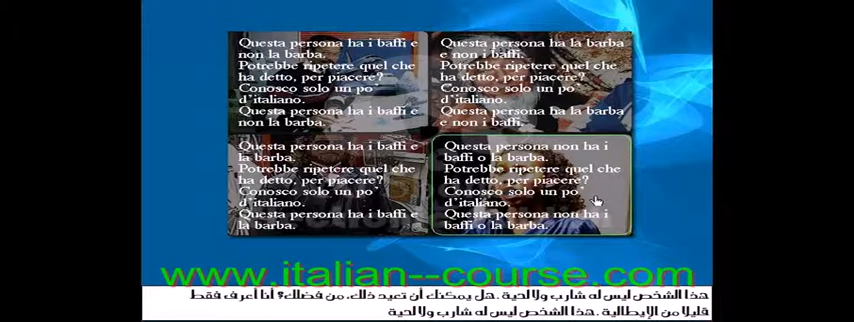 Questa persona ha i baffi e
non la barba.
Potrebbe ripetere quel che
ha detto, per piacere?
Conosco solo un po'
d'italiano.
Questa persona ha i baffi e
non la barba.
Questa persona ha la barba
e non i baffi.
Potrebbe ripetere quel che
ha detto, per piacere?
Conosco solo un po'
d'italiano.
Questa persona ha la barba
e non i baffi.
Questa persona ha i baffi e
la barba.
Potrebbe ripetere quel che
ha detto, per piacere?
Conosco solo un po'
d'italiano.
Questa persona ha i baffi e
la barba.
Questa persona non ha i
baffi o la barba.
Potrebbe ripetere quel che
ha detto, per piacere?
Conosco solo un po'
d'italiano.
Questa persona non ha i
baffi o la barba.
www.italian--course.com
هذا الشخص ليس له شارب ولا لحية .هل يمكنك أن تعيد ذلك، من فضلك؟ أنا أعرف فقط
قليلا من الإيطالية .هذا الشخص ليس له شارب ولا لحية